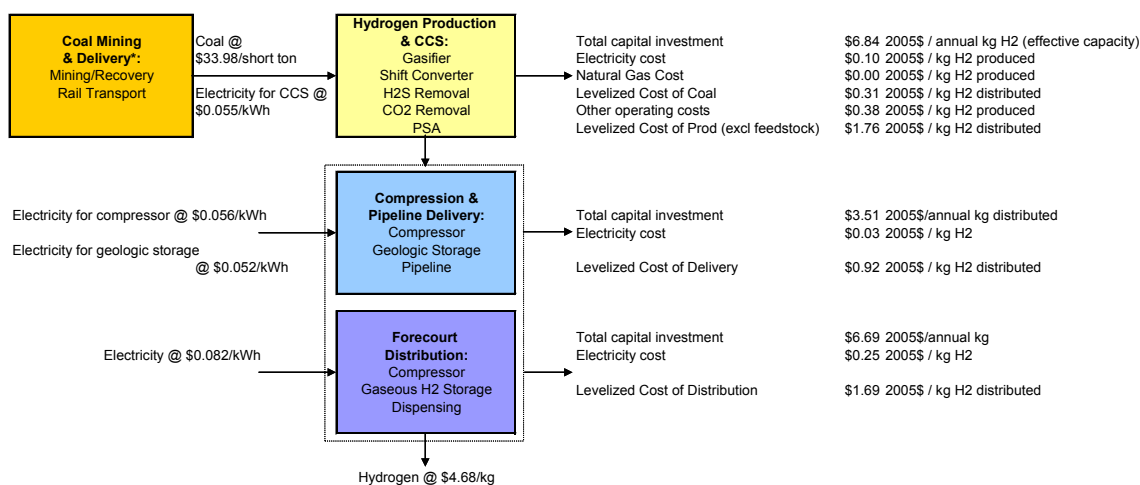 Coal Mining
& Delivery*:
Mining/Recovery
Rail Transport
Coal @
$33.98/short ton
Electricity for CCS @
$0.055/kWh
Hydrogen Production
& CCS:
Gasifier
Shift Converter
H2S Removal
CO2 Removal
PSA
Total capital investment $6.84 2005$ / annual kg H2 (effective capacity)
Electricity cost $0.10 2005$ / kg H2 produced
Natural Gas Cost $0.00 2005$ / kg H2 produced
Levelized Cost of Coal $0.31 2005$ / kg H2 distributed
Other operating costs $0.38 2005$ / kg H2 produced
Levelized Cost of Prod (excl feedstock) $1.76 2005$ / kg H2 distributed
Electricity for compressor @ $0.056/kWh
Electricity for geologic storage
@ $0.052/kWh
Compression &
Pipeline Delivery:
Compressor
Geologic Storage
Pipeline
Total capital investment $3.51 2005$/annual kg distributed
Electricity cost $0.03 2005$ / kg H2
Levelized Cost of Delivery $0.92 2005$ / kg H2 distributed
Electricity @ $0.082/kWh
Forecourt
Distribution:
Compressor
Gaseous H2 Storage
Dispensing
Total capital investment $6.69 2005$/annual kg
Electricity cost $0.25 2005$ / kg H2
Levelized Cost of Distribution $1.69 2005$ / kg H2 distributed
Hydrogen @ $4.68/kg